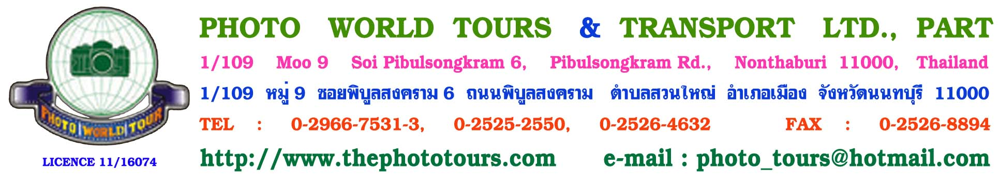 PHOTO WORLD TOURS & TRANSPORT LTD., PART
1/109 Moo 9 Soi Pibulsongkram 6, Pibulsongkram Rd., Nonthaburi 11000, Thailand
1/109 หมู่ 9 ซอยพิบูลสงคราม 6 ถนนพิบูลสงคราม ตำบลสวนใหญ่ อำเภอเมือง จังหวัดนนทบุรี 11000
TEL : 0-2966-7531-3, 0-2525-2550, 0-2526-4632 FAX : 0-2526-8894
http://www.thephototours.com e-mail : photo_tours@hotmail.com
PHOTO WORLD TOUR
LICENCE 11/16074